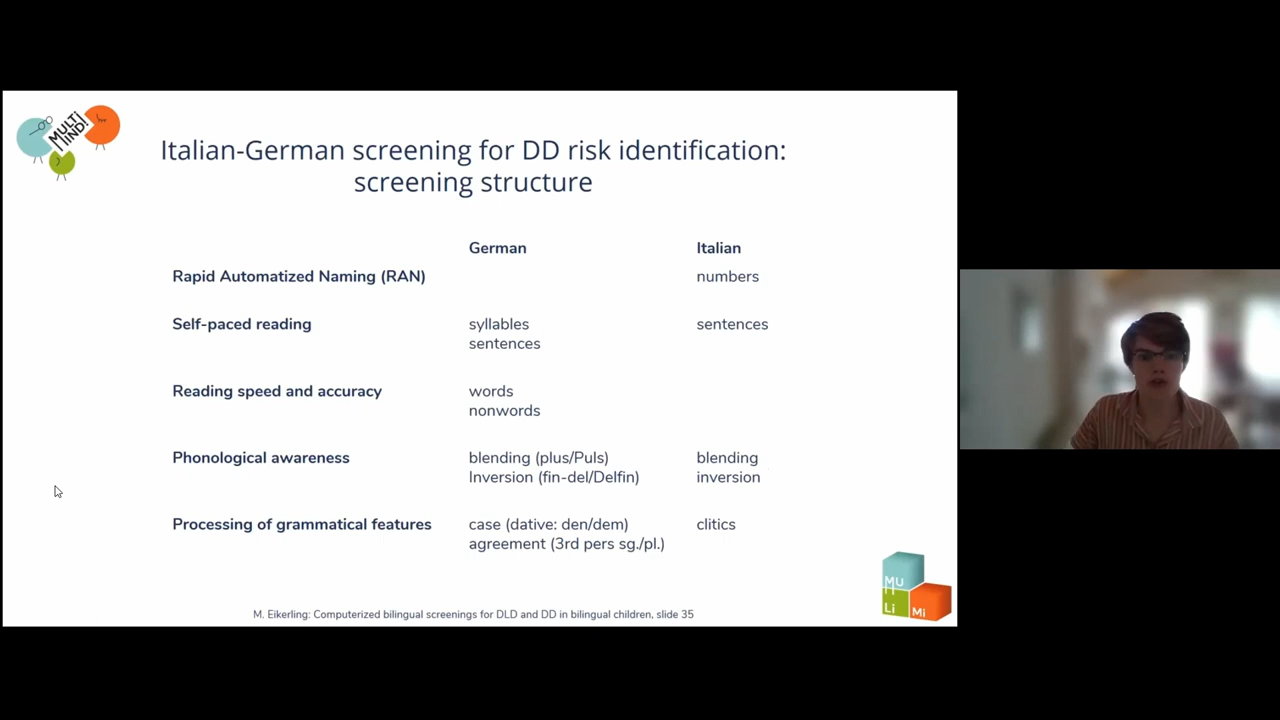 MULTI
MIND!
Italian-German screening for DD risk identification:
screening structure
German Italian
Rapid Automatized Naming (RAN) numbers
Self-paced reading syllables sentences
sentences
Reading speed and accuracy words
nonwords
Phonological awareness blending (plus/Puls) blending
Inversion (fin-del/Delfin) inversion
Processing of grammatical features case (dative: den/dem) clitics
agreement (3rd pers sg./pl.)
MU
Li Mi
M. Eikerling: Computerized bilingual screenings for DLD and DD in bilingual children, slide 35